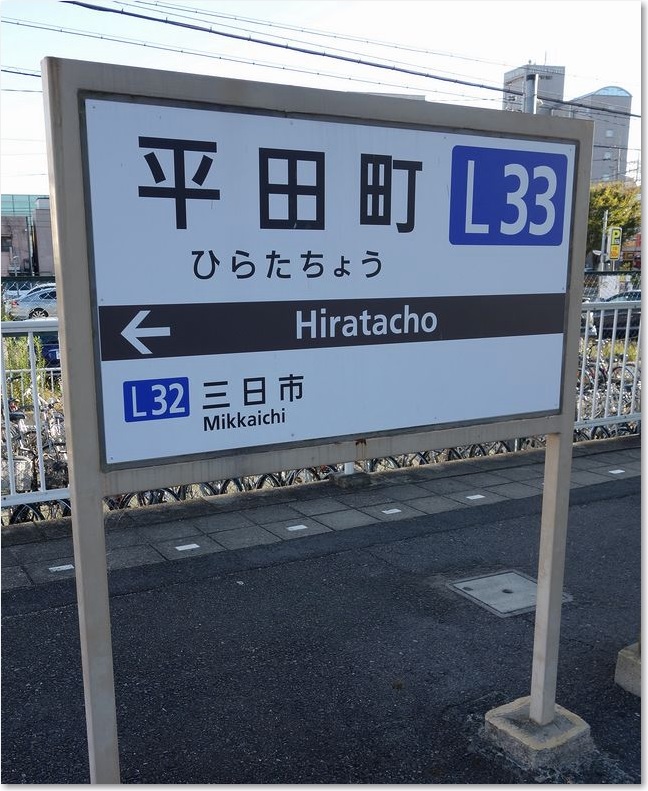 平田町 L33
ひらたちょう
← Hiratacho
L32 三日市
Mikkaichi